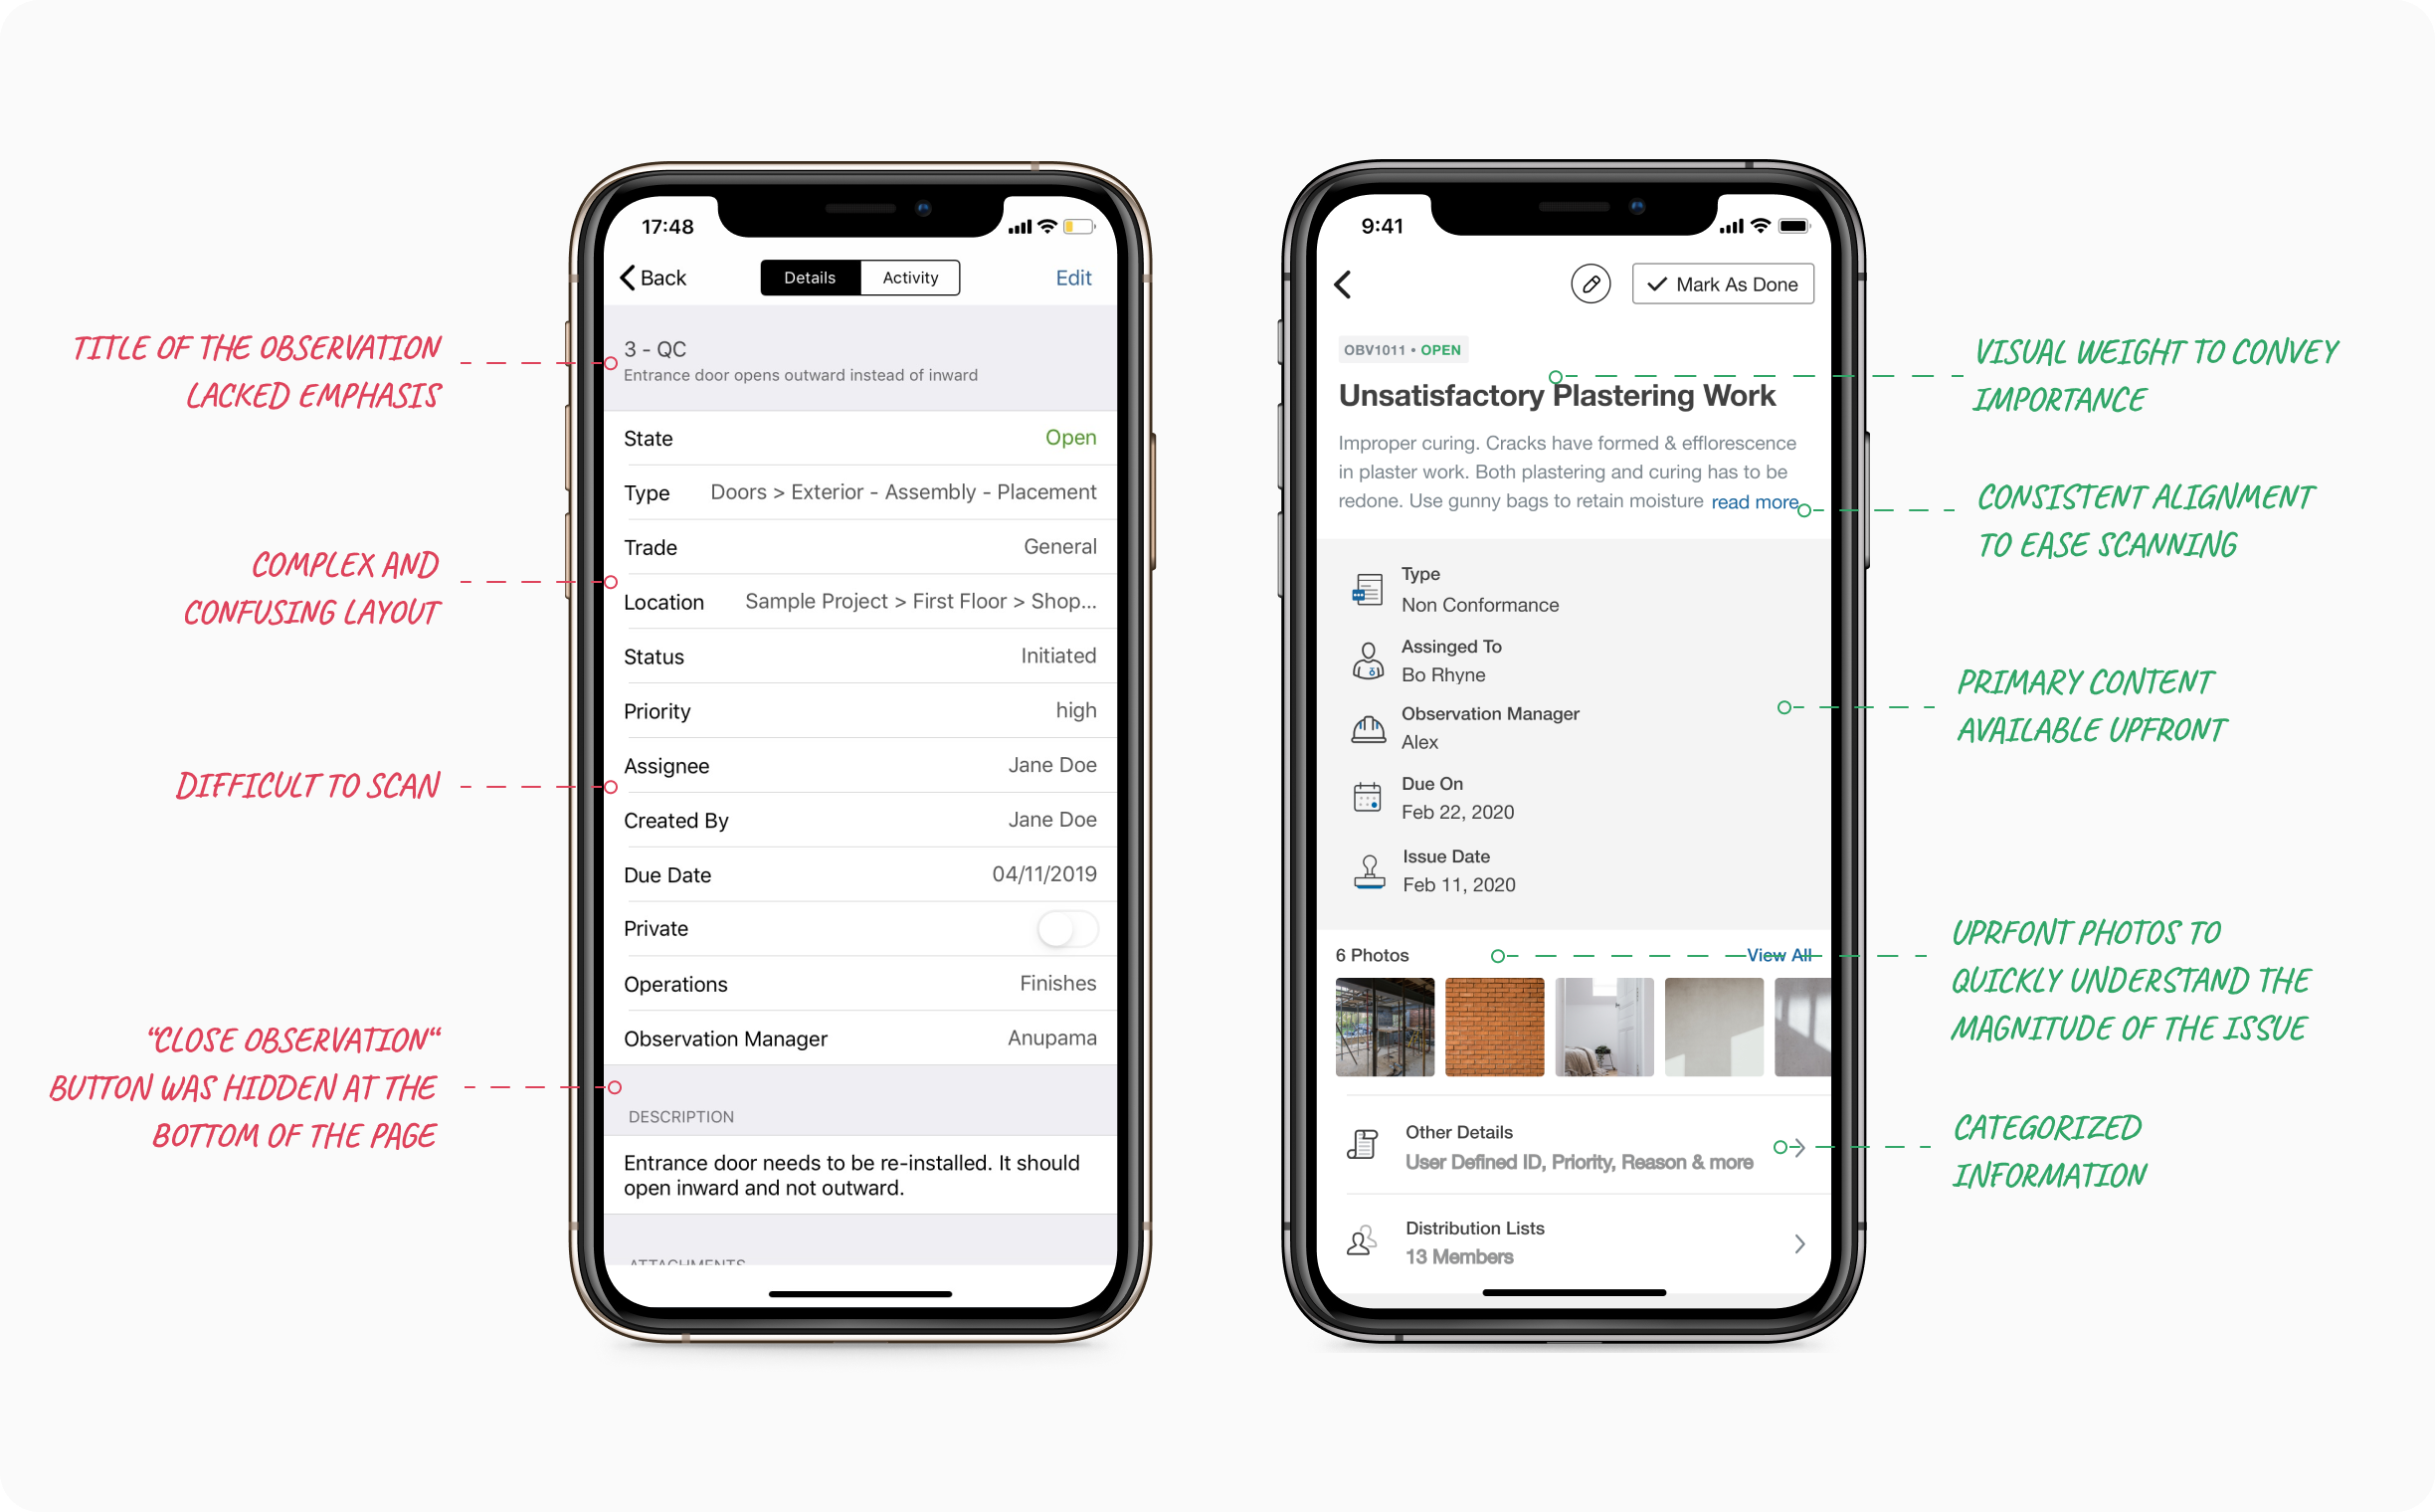 TITLE OF THE OBSERVATION
LACKED EMPHASIS
COMPLEX AND
CONFUSING LAYOUT
DIFFICULT TO SCAN
“CLOSE OBSERVATION“
BUTTON WAS HIDDEN AT THE
BOTTOM OF THE PAGE
17:48
Back
Details
Activity
Edit
3 - QC
Entrance door opens outward instead of inward
State Open
Type Doors > Exterior - Assembly - Placement
Trade General
Location Sample Project > First Floor > Shop...
Status Initiated
Priority high
Assignee Jane Doe
Created By Jane Doe
Due Date 04/11/2019
Private
Operations Finishes
Observation Manager Anupama
DESCRIPTION
Entrance door needs to be re-installed. It should
open inward and not outward.
ATTACHMENTS
9:41
Mark As Done
OBV1011 • OPEN
Unsatisfactory Plastering Work
Improper curing. Cracks have formed & efflorescence
in plaster work. Both plastering and curing has to be
redone. Use gunny bags to retain moisture read more
Type
Non Conformance
Assinged To
Bo Rhyne
Observation Manager
Alex
Due On
Feb 22, 2020
Issue Date
Feb 11, 2020
6 Photos View All
Other Details
User Defined ID, Priority, Reason & more
Distribution Lists
13 Members
VISUAL WEIGHT TO CONVEY
IMPORTANCE
CONSISTENT ALIGNMENT
TO EASE SCANNING
PRIMARY CONTENT
AVAILABLE UPFRONT
UPRFONT PHOTOS TO
QUICKLY UNDERSTAND THE
MAGNITUDE OF THE ISSUE
CATEGORIZED
INFORMATION